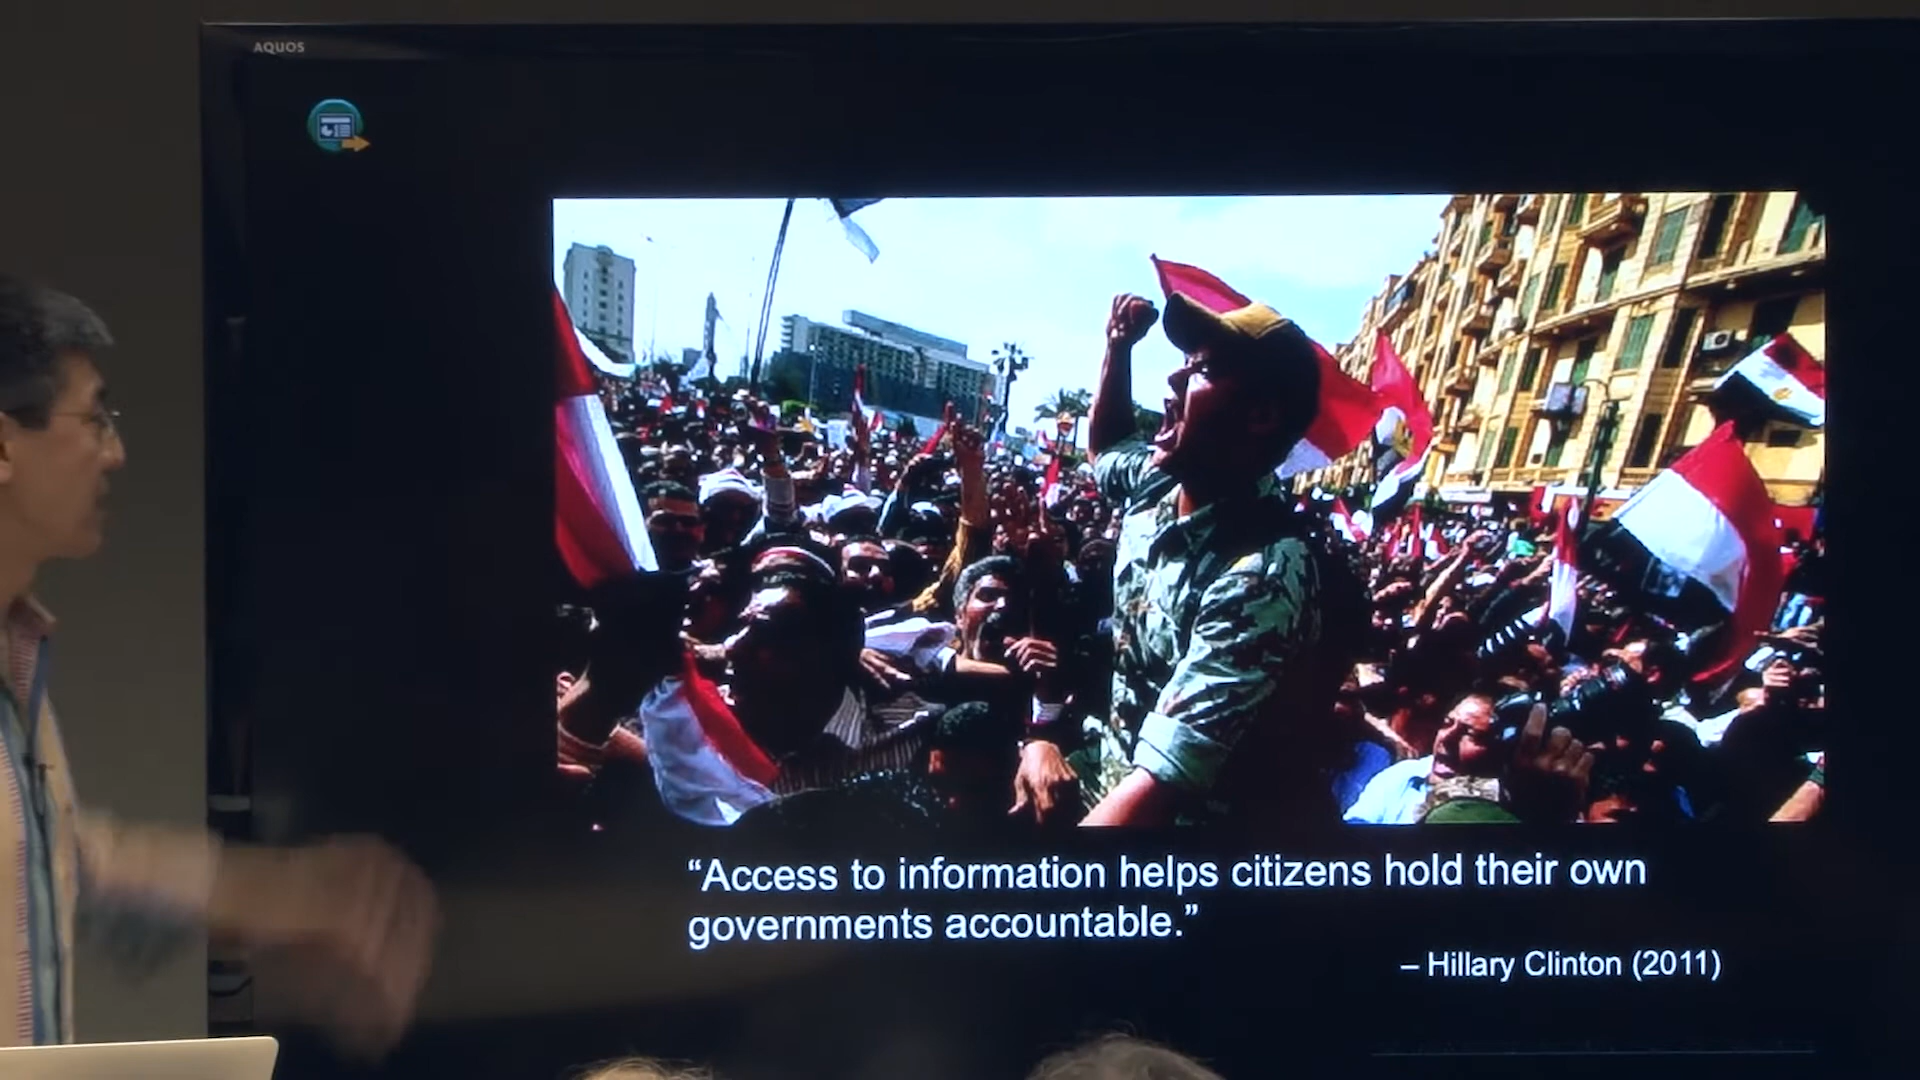 AQUOS
“Access to information helps citizens hold their own
governments accountable.”
– Hillary Clinton (2011)